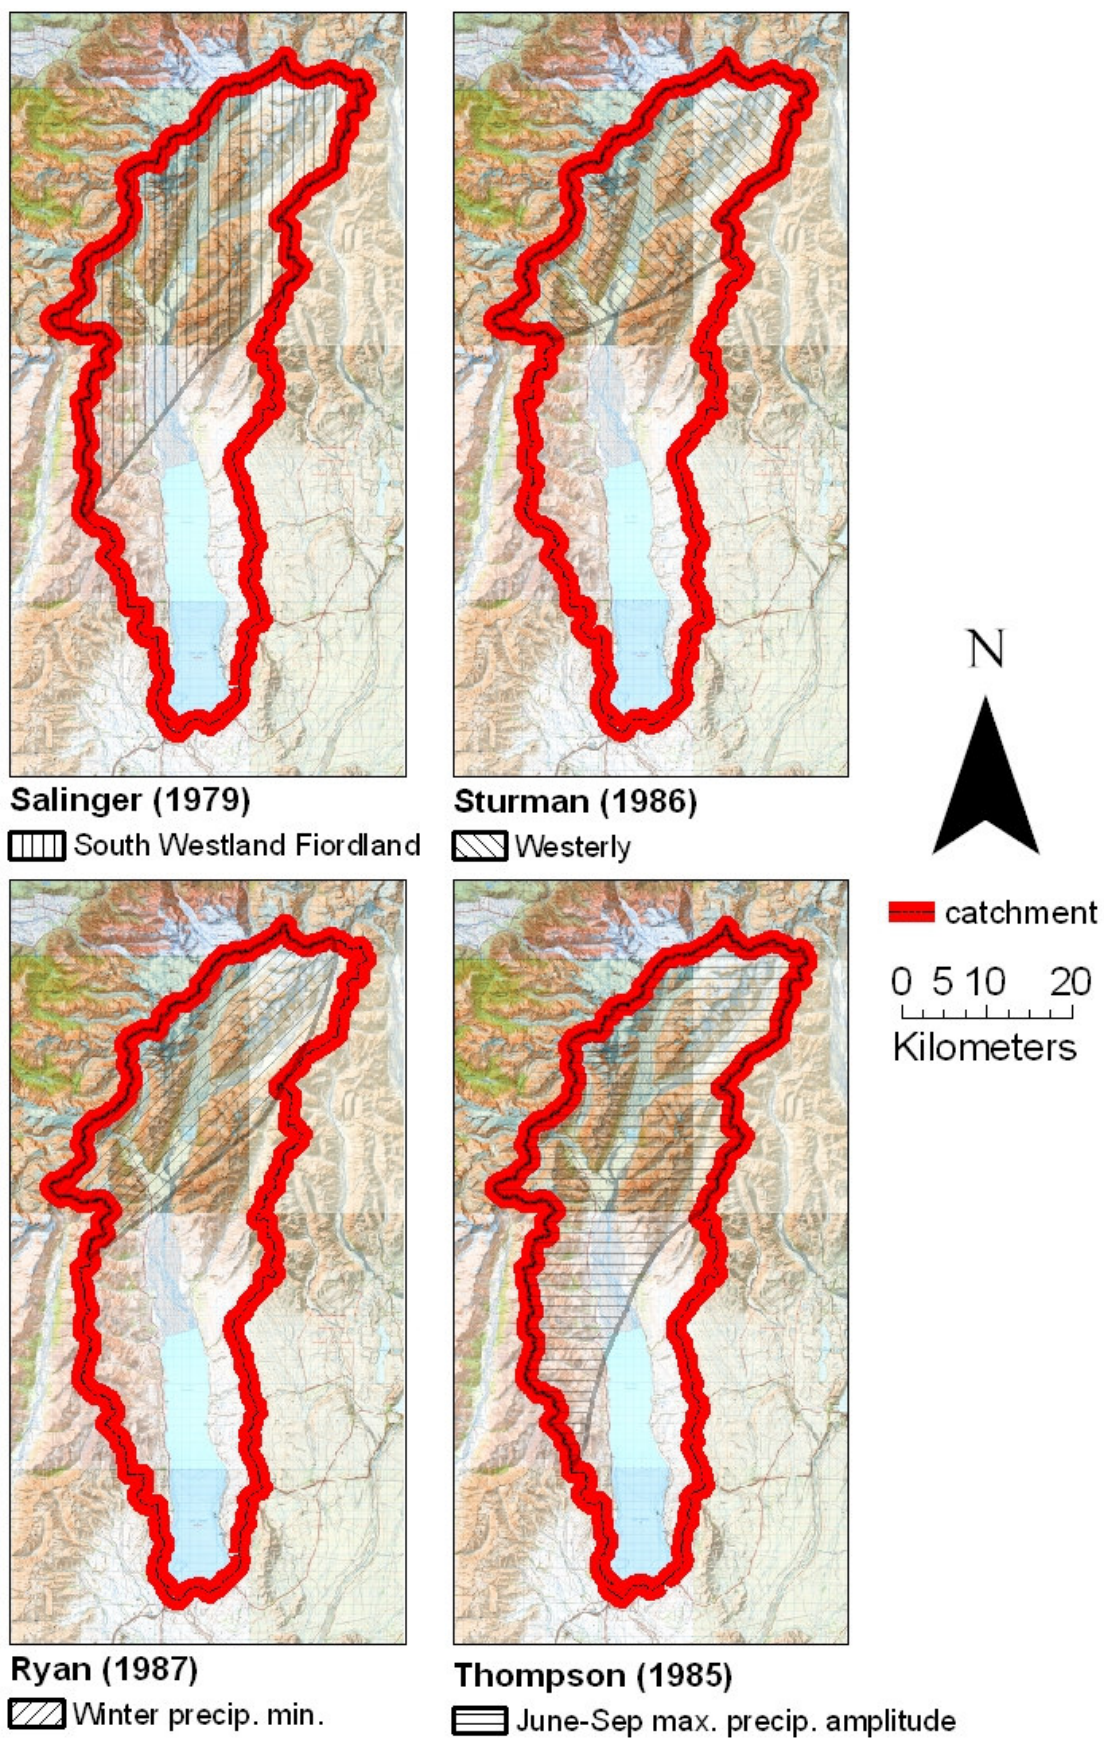 Salinger (1979)
South Westland Fiordland
Sturman (1986)
Westerly
N
catchment
0 5 10 20
Kilometers
Ryan (1987)
Winter precip. min.
Thompson (1985)
June-Sep max. precip. amplitude